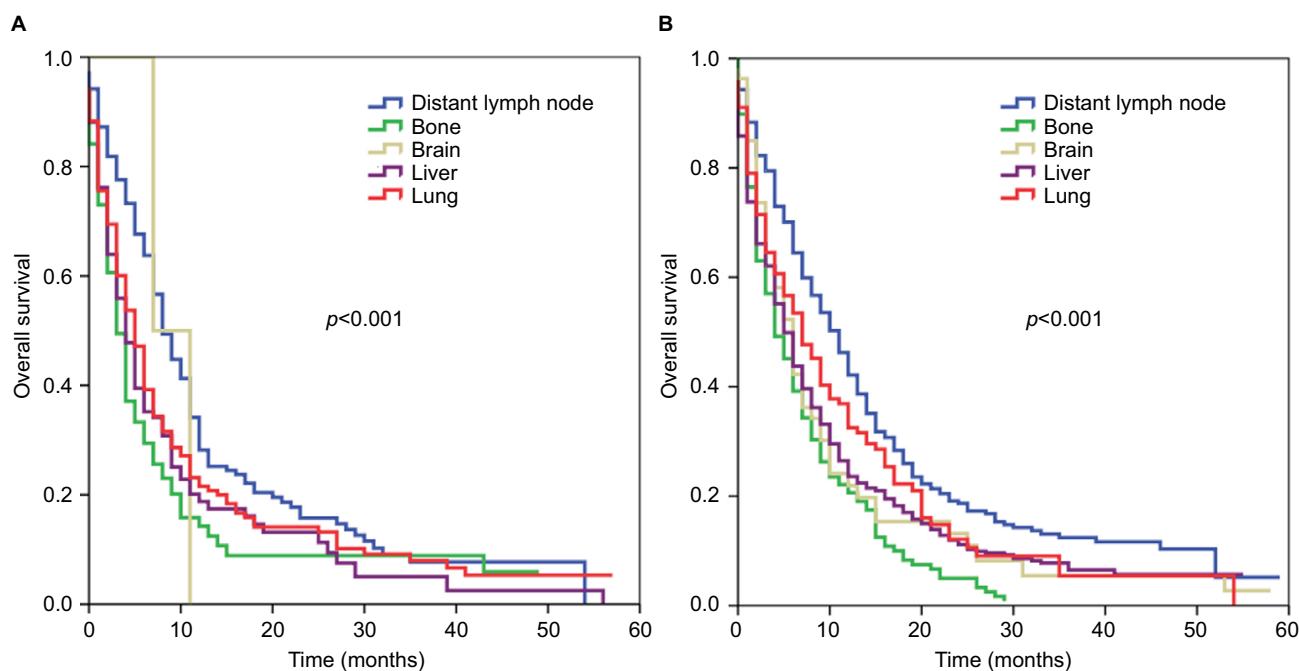 A
1.0
0.8
0.6
0.4
0.2
0.0
Overall survival
Distant lymph node
Bone
Brain
Liver
Lung
p<0.001
0 10 20 30 40 50 60
Time (months)
B
1.0
0.8
0.6
0.4
0.2
0.0
Overall survival
Distant lymph node
Bone
Brain
Liver
Lung
p<0.001
0 10 20 30 40 50 60
Time (months)